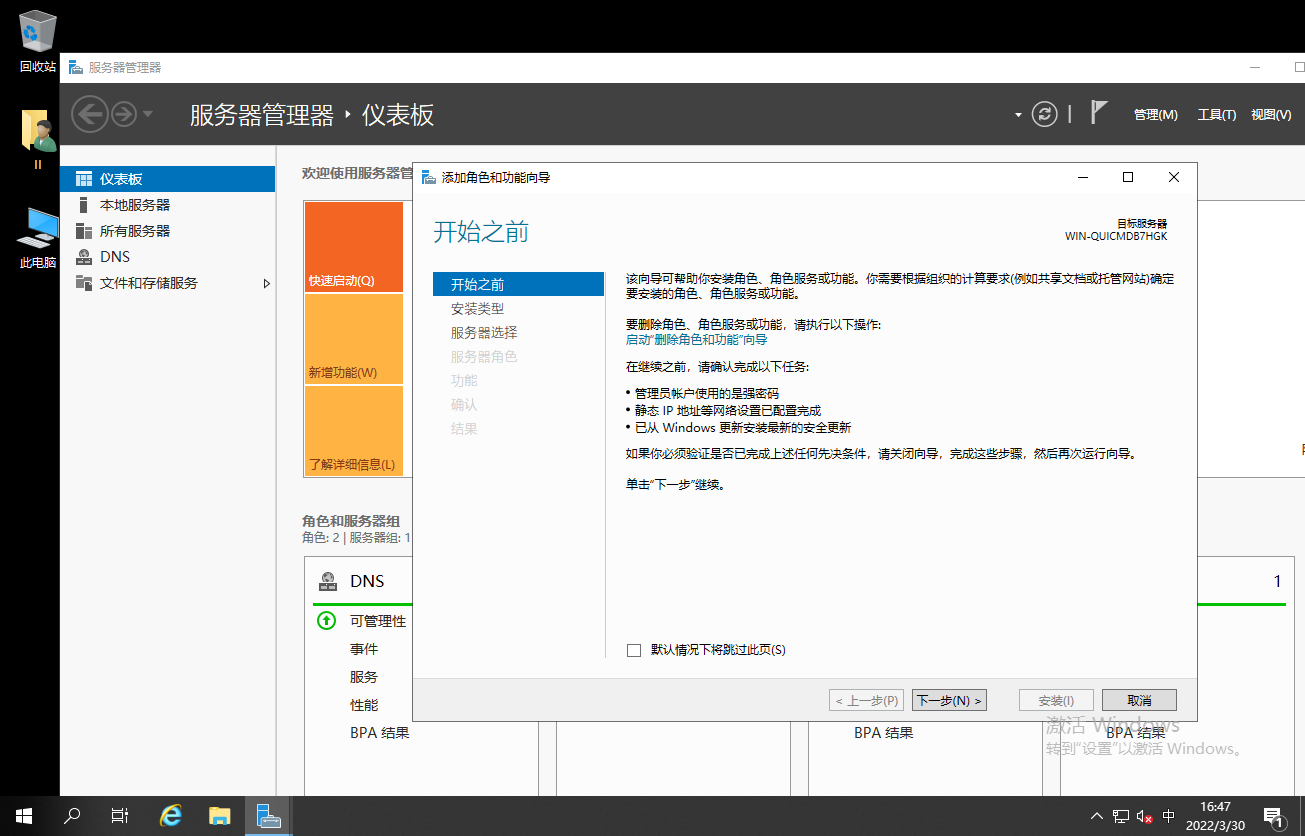 回收站
服务器管理器
服务器管理器 ‣ 仪表板
管理(M) 工具(T) 视图(V)
II
此电脑
仪表板
本地服务器
所有服务器
DNS
文件和存储服务
欢迎使用服务器管
快速启动(Q)
新增功能(W)
了解详细信息(L)
角色和服务器组
角色: 2 | 服务器组: 1
DNS
1
可管理性
事件
服务
性能
BPA 结果
BPA 结果
BPA 结果
添加角色和功能向导
开始之前
目标服务器
WIN-QUICMDB7HGK
开始之前
安装类型
服务器选择
服务器角色
功能
确认
结果
该向导可帮助你安装角色、角色服务或功能。你需要根据组织的计算要求(例如共享文档或托管网站)确定
要安装的角色、角色服务或功能。
要删除角色、角色服务或功能，请执行以下操作:
启动“删除角色和功能”向导
在继续之前，请确认完成以下任务:
• 管理员帐户使用的是强密码
• 静态 IP 地址等网络设置已配置完成
• 已从 Windows 更新安装最新的安全更新
如果你必须验证是否已完成上述任何先决条件，请关闭向导，完成这些步骤，然后再次运行向导。
单击“下一步”继续。
默认情况下将跳过此页(S)
< 上一步(P) 下一步(N) > 安装(I) 取消
激活 Windows
转到“设置”以激活 Windows。
中
16:47
2022/3/30
1